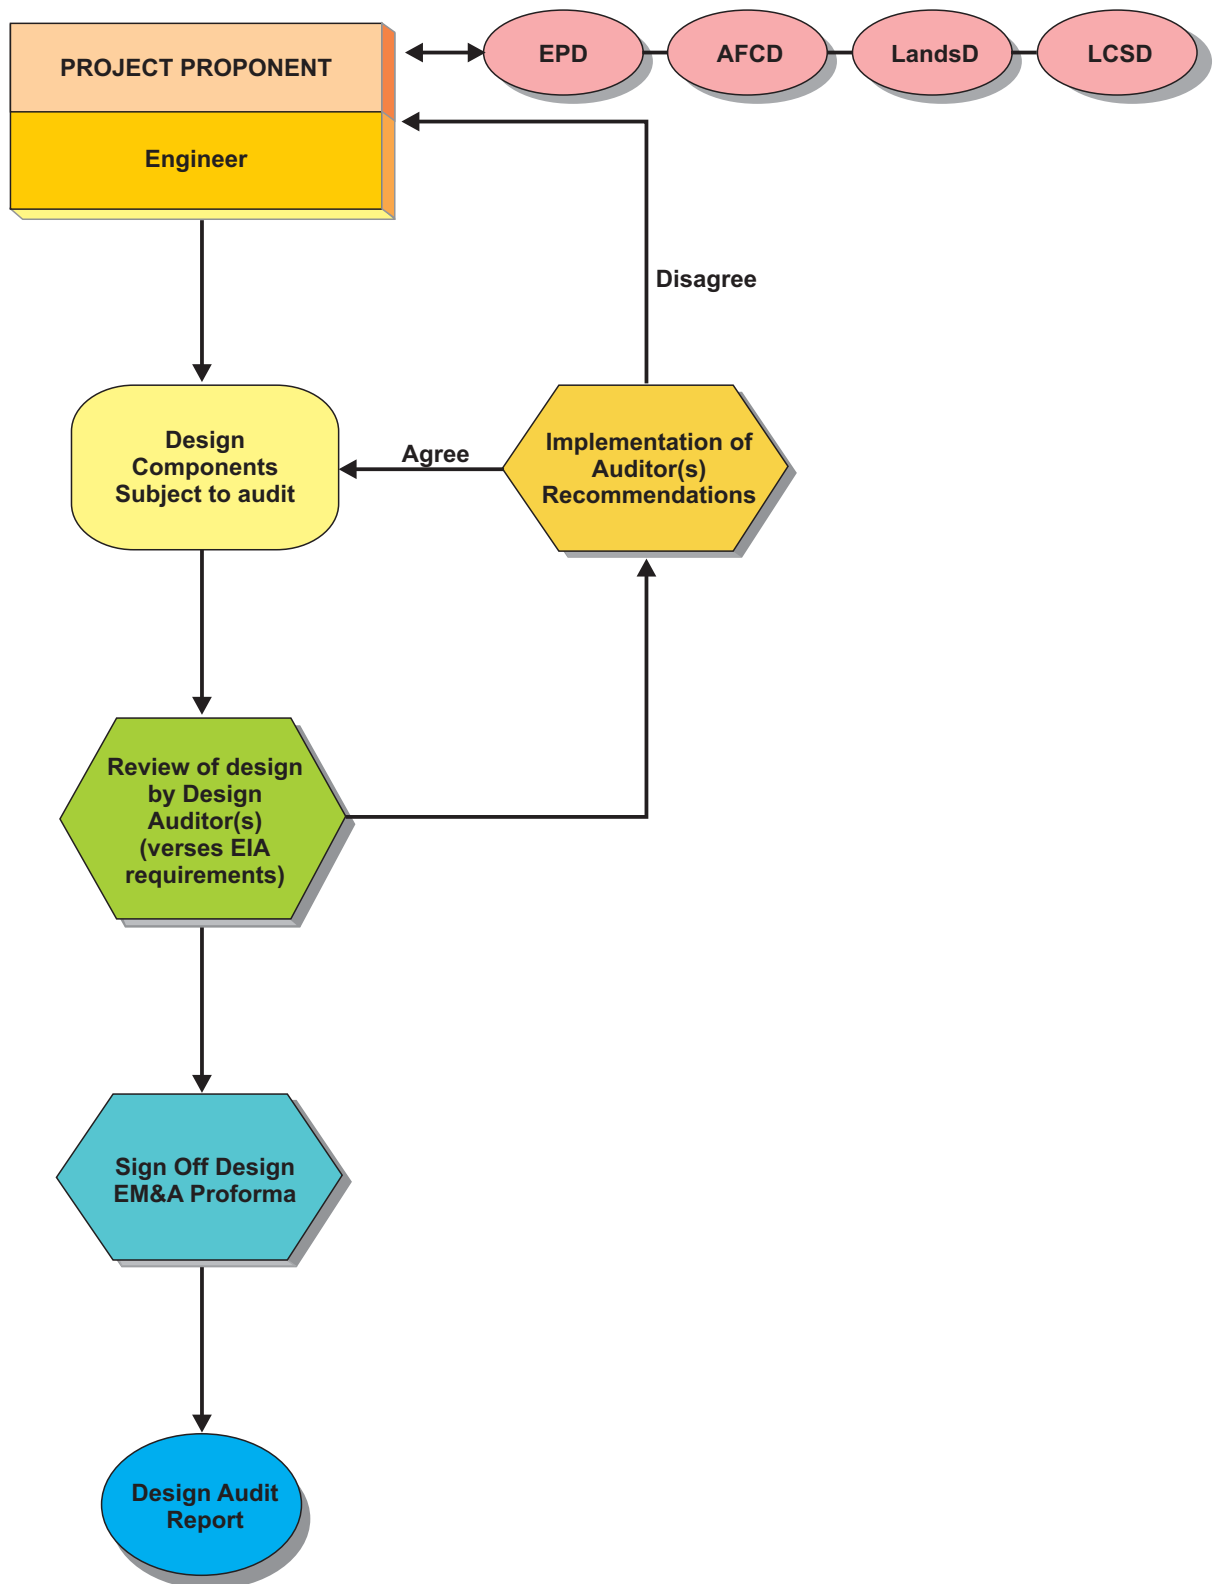 PROJECT PROPONENT
EPD
AFCD
LandsD
LCSD
Engineer
Disagree
Design
Components
Subject to audit
Agree
Implementation of
Auditor(s)
Recommendations
Review of design
by Design
Auditor(s)
(verses EIA
requirements)
Sign Off Design
EM&A Proforma
Design Audit
Report